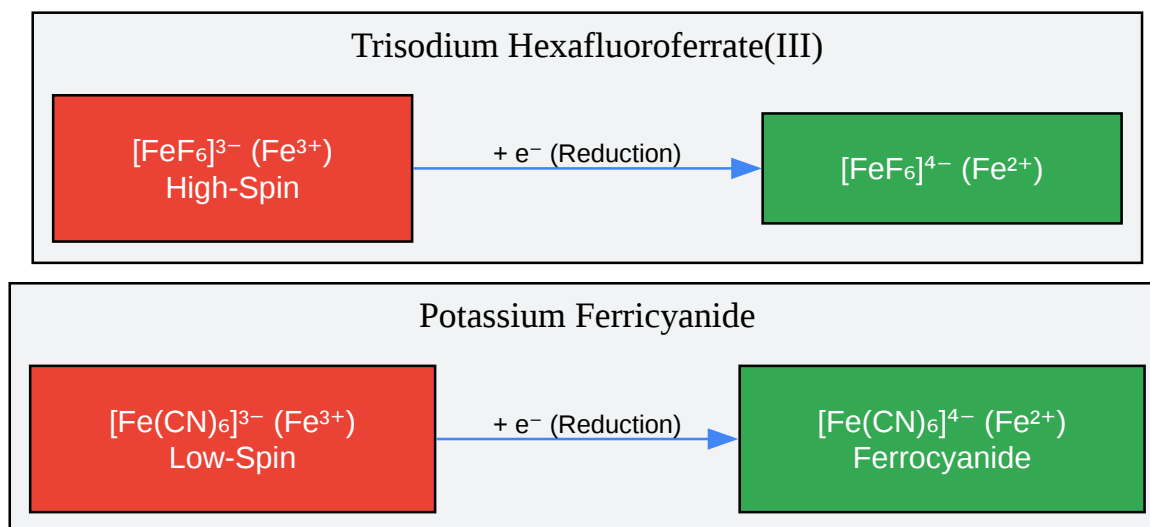 Trisodium Hexafluoroferrate(III)
[FeF₆]³⁻ (Fe³⁺)
High-Spin
+ e⁻ (Reduction)
[FeF₆]⁴⁻ (Fe²⁺)
Potassium Ferricyanide
[Fe(CN)₆]³⁻ (Fe³⁺)
Low-Spin
+ e⁻ (Reduction)
[Fe(CN)₆]⁴⁻ (Fe²⁺)
Ferrocyanide